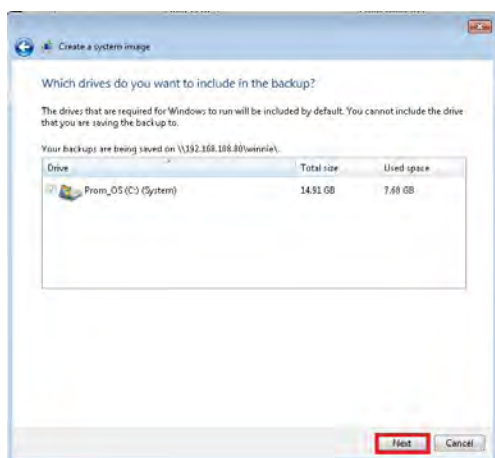 Create a system image
Which drives do you want to include in the backup?
The drives that are required for Windows to run will be included by default. You cannot include the drive
that you are saving the backup to.
Your backups are being saved on \\192.168.108.80\winnie\.
Drive Total size Used space
Prom_OS (C:) (System) 14.91 GB 7.68 GB
Next Cancel